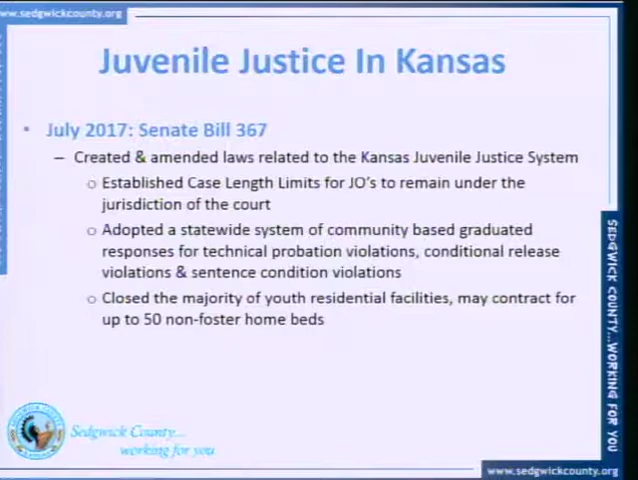 www.sedgwickcounty.org
Juvenile Justice In Kansas
• July 2017: Senate Bill 367
– Created & amended laws related to the Kansas Juvenile Justice System
o Established Case Length Limits for JO's to remain under the
jurisdiction of the court
o Adopted a statewide system of community based graduated
responses for technical probation violations, conditional release
violations & sentence condition violations
o Closed the majority of youth residential facilities, may contract for
up to 50 non-foster home beds
SEDGWICK COUNTY...WORKING FOR YOU
Sedgwick County...
working for you
www.sedgwickcounty.org